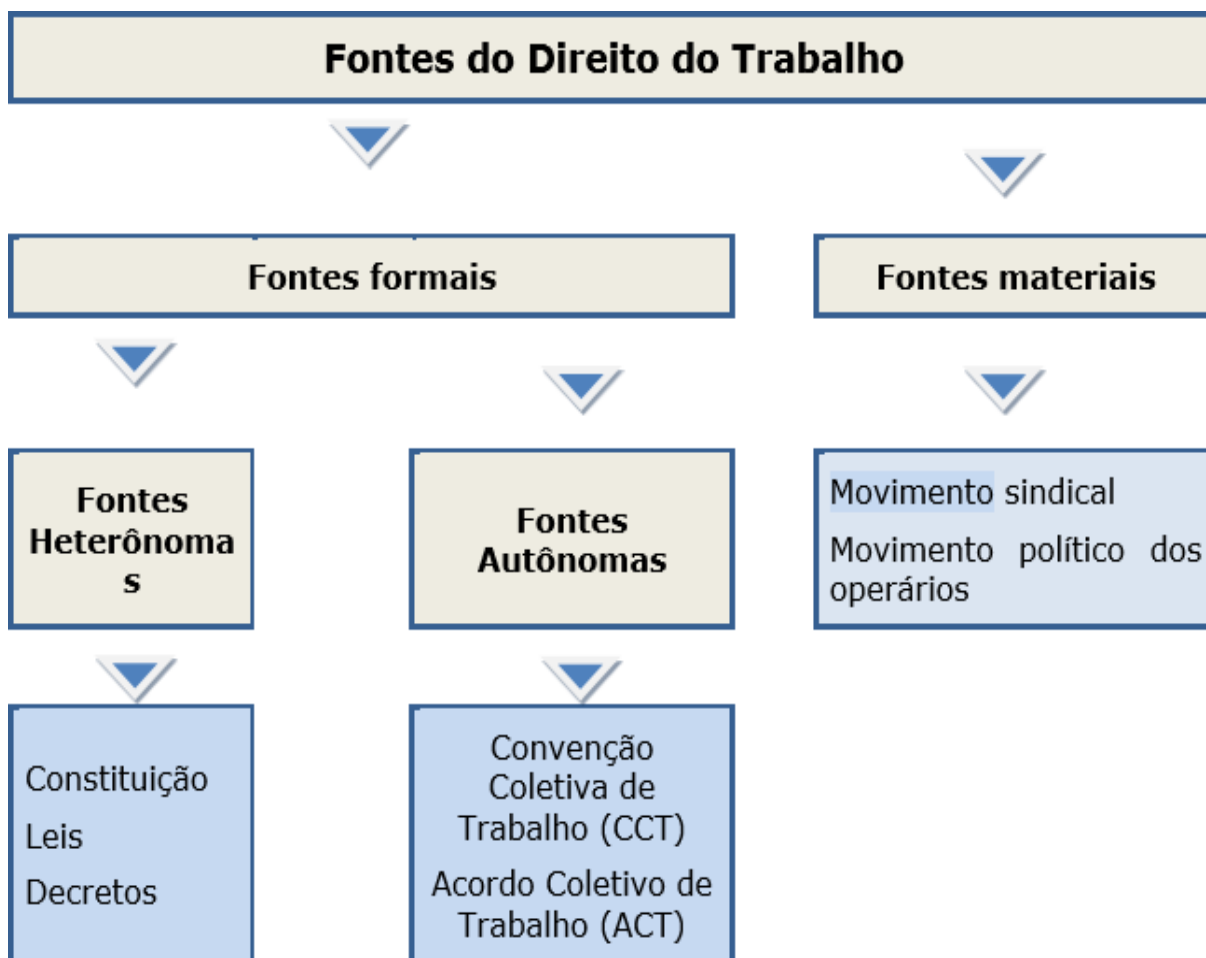 Fontes do Direito do Trabalho
Fontes formais
Fontes materiais
Fontes
Heterônoma
s
Fontes
Autônomas
Movimento sindical
Movimento político dos
operários
Constituição
Leis
Decretos
Convenção
Coletiva de
Trabalho (CCT)
Acordo Coletivo de
Trabalho (ACT)